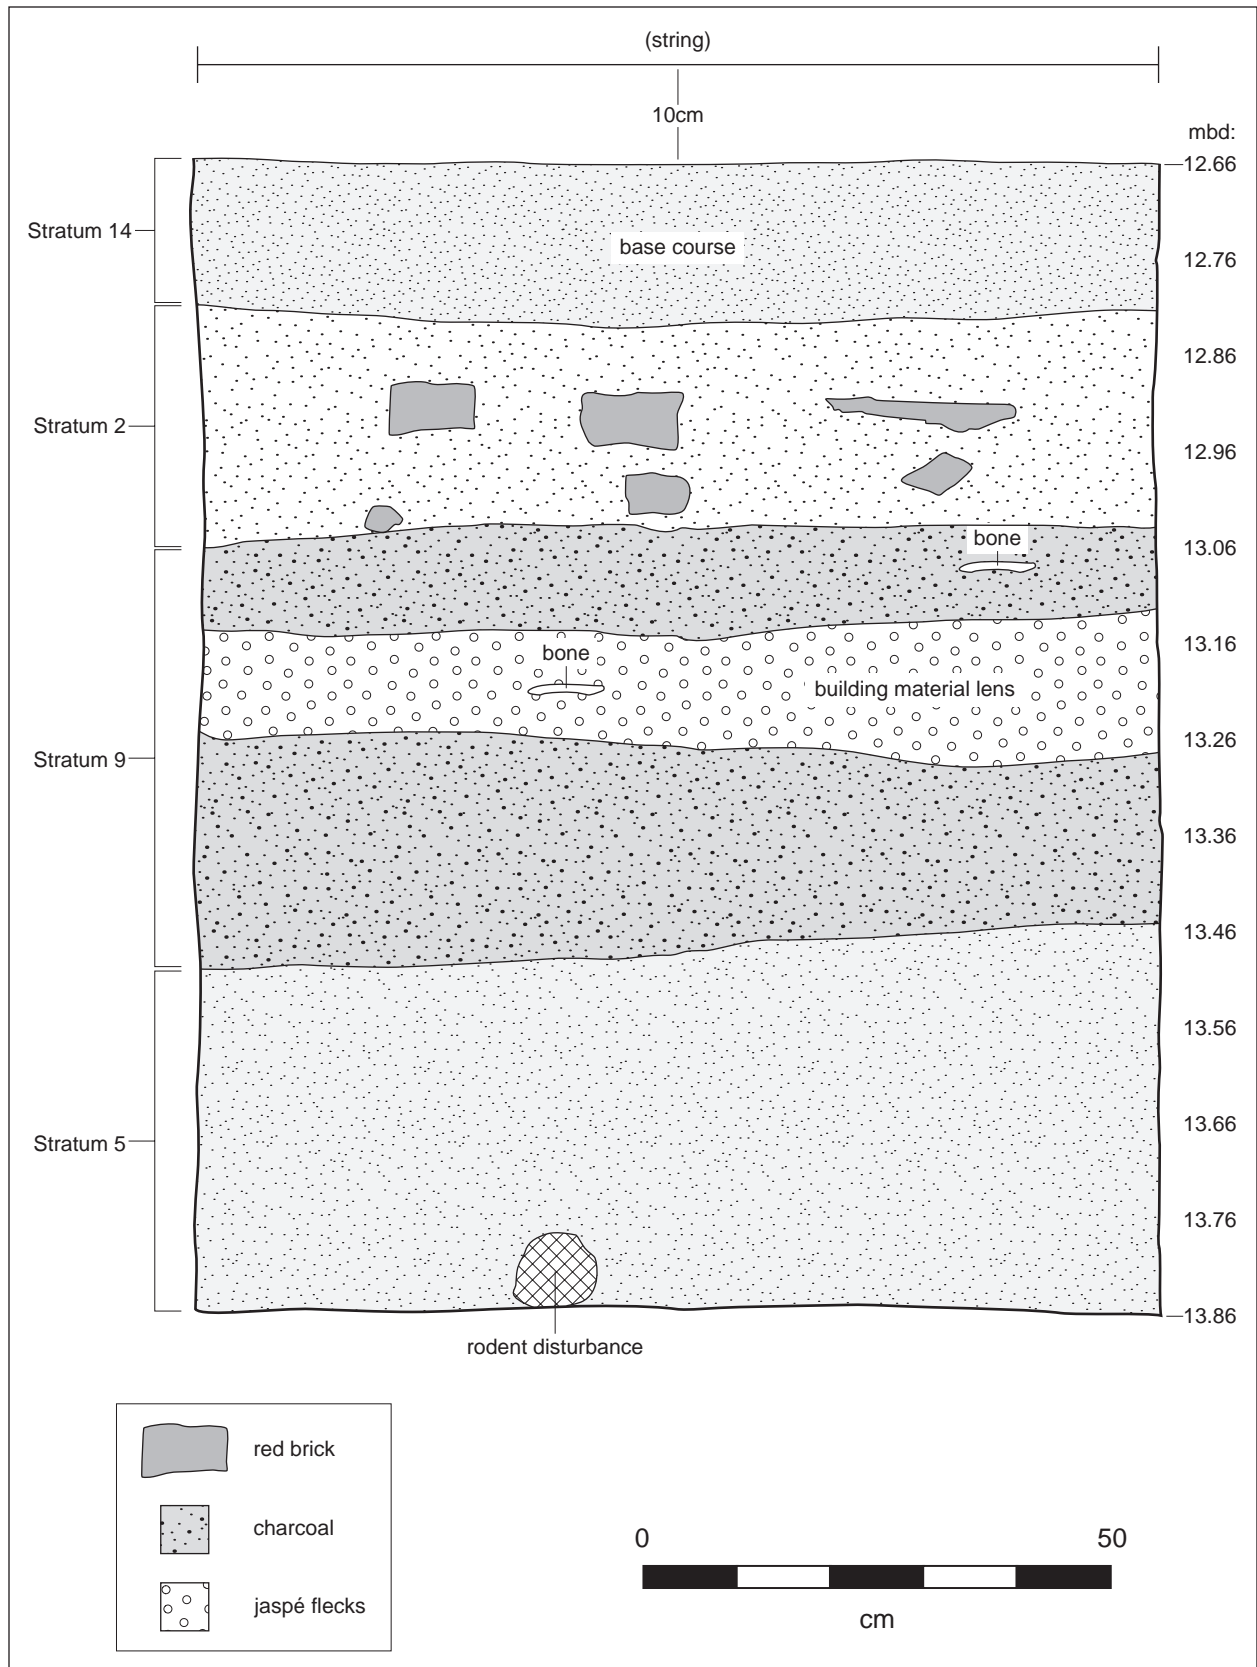 (string)
10cm
mbd:
12.66
Stratum 14
base course
12.76
12.86
Stratum 2
12.96
bone
13.06
bone
13.16
building material lens
Stratum 9
13.26
13.36
13.46
13.56
13.66
Stratum 5
13.76
13.86
rodent disturbance
red brick
charcoal
jaspé flecks
0 50
cm